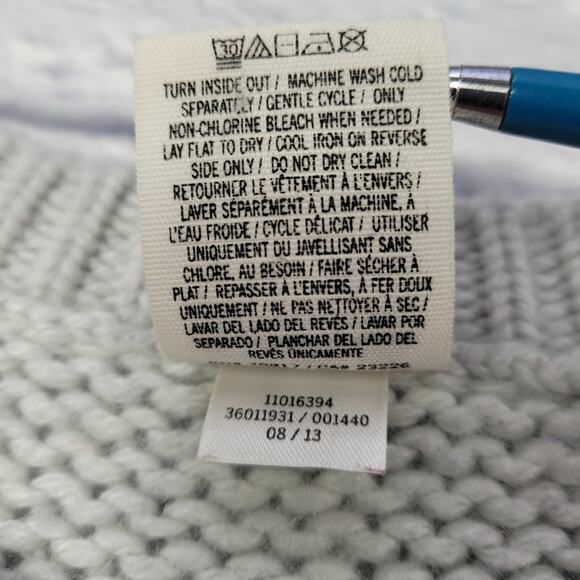 30
TURN INSIDE OUT / MACHINE WASH COLD
SEPARATELY / GENTLE CYCLE / ONLY
NON-CHLORINE BLEACH WHEN NEEDED /
LAY FLAT TO DRY / COOL IRON ON REVERSE
SIDE ONLY / DO NOT DRY CLEAN /
RETOURNER LE VÊTEMENT À L'ENVERS /
LAVER SÉPARÉMENT À LA MACHINE, À
L'EAU FROIDE / CYCLE DÉLICAT / UTILISER
UNIQUEMENT DU JAVELLISANT SANS
CHLORE, AU BESOIN / FAIRE SÉCHER À
PLAT / REPASSER À L'ENVERS, À FER DOUX
UNIQUEMENT / NE PAS NETTOYER À SEC /
LAVAR DEL LADO DEL REVÉS / LAVAR POR
SEPARADO / PLANCHAR DEL LADO DEL
REVÉS ÚNICAMENTE
CA# 23226
11016394
36011931 / 001440
08 / 13